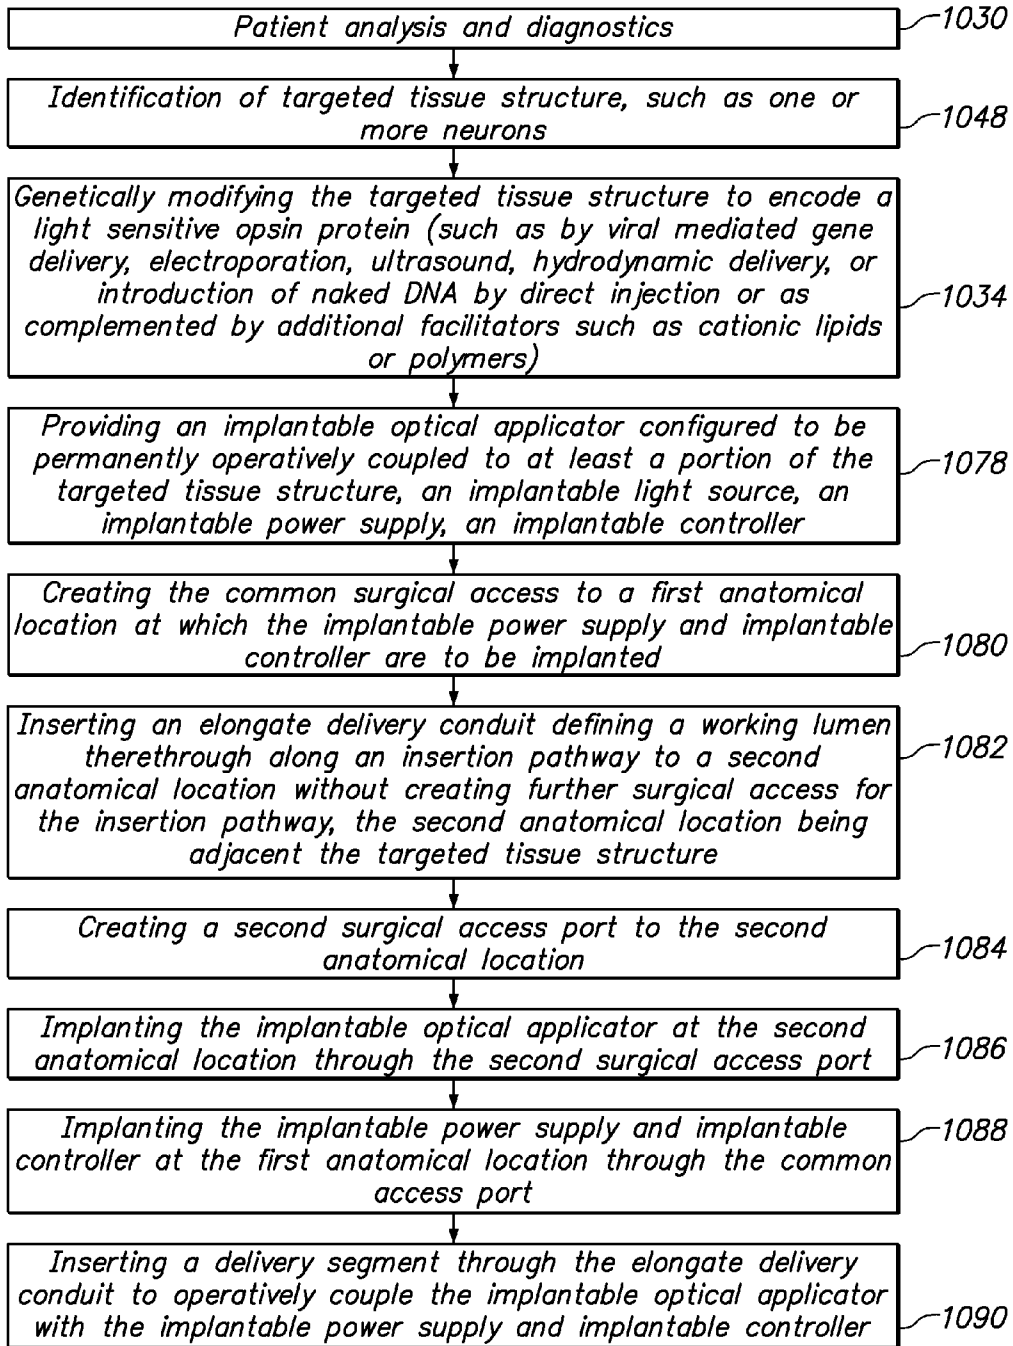 Patient analysis and diagnostics
1030
Identification of targeted tissue structure, such as one or
more neurons
1048
Genetically modifying the targeted tissue structure to encode a
light sensitive opsin protein (such as by viral mediated gene
delivery, electroporation, ultrasound, hydrodynamic delivery, or
introduction of naked DNA by direct injection or as
complemented by additional facilitators such as cationic lipids
or polymers)
1034
Providing an implantable optical applicator configured to be
permanently operatively coupled to at least a portion of the
targeted tissue structure, an implantable light source, an
implantable power supply, an implantable controller
1078
Creating the common surgical access to a first anatomical
location at which the implantable power supply and implantable
controller are to be implanted
1080
Inserting an elongate delivery conduit defining a working lumen
therethrough along an insertion pathway to a second
anatomical location without creating further surgical access for
the insertion pathway, the second anatomical location being
adjacent the targeted tissue structure
1082
Creating a second surgical access port to the second
anatomical location
1084
Implanting the implantable optical applicator at the second
anatomical location through the second surgical access port
1086
Implanting the implantable power supply and implantable
controller at the first anatomical location through the common
access port
1088
Inserting a delivery segment through the elongate delivery
conduit to operatively couple the implantable optical applicator
with the implantable power supply and implantable controller
1090